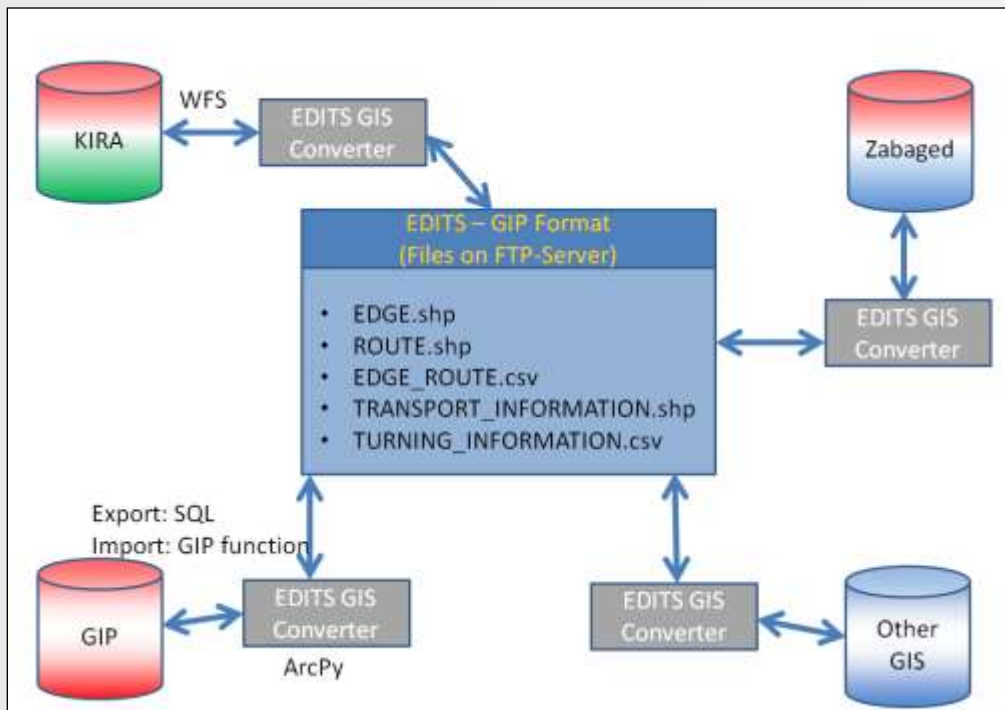 KIRA
WFS
EDITS GIS
Converter
Zabaged
EDITS – GIP Format
(Files on FTP-Server)
• EDGE.shp
• ROUTE.shp
• EDGE_ROUTE.csv
• TRANSPORT_INFORMATION.shp
• TURNING_INFORMATION.csv
EDITS GIS
Converter
Export: SQL
Import: GIP function
GIP
EDITS GIS
Converter
ArcPy
EDITS GIS
Converter
Other
GIS